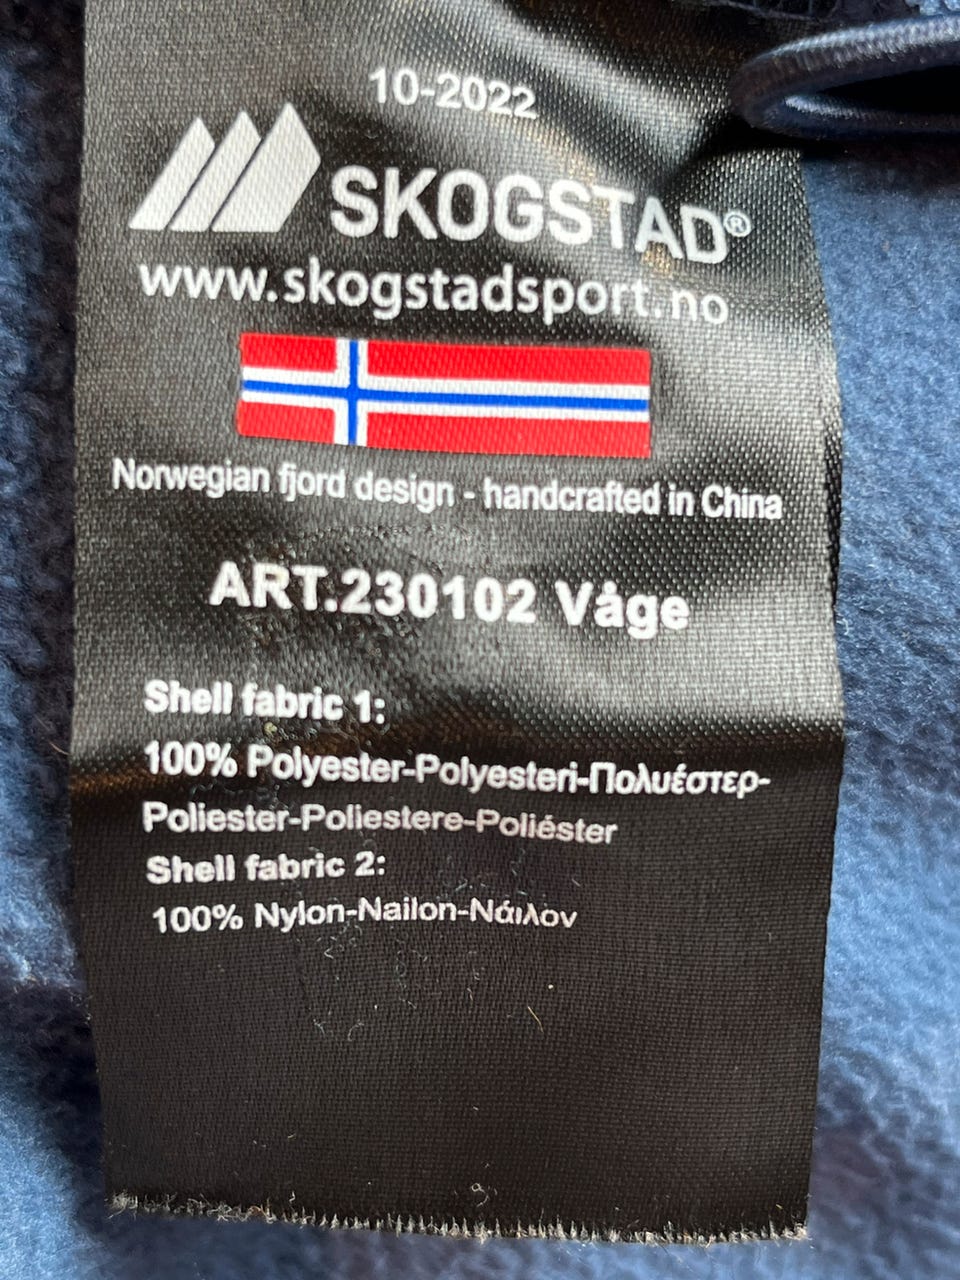 10-2022
SKOGSTAD®
www.skogstadsport.no
Norwegian fjord design - handcrafted in China
ART.230102 Våge
Shell fabric 1:
100% Polyester-Polyesteri-Πολυέστερ-
Poliester-Poliestere-Poliéster
Shell fabric 2:
100% Nylon-Nailon-Νάιλον